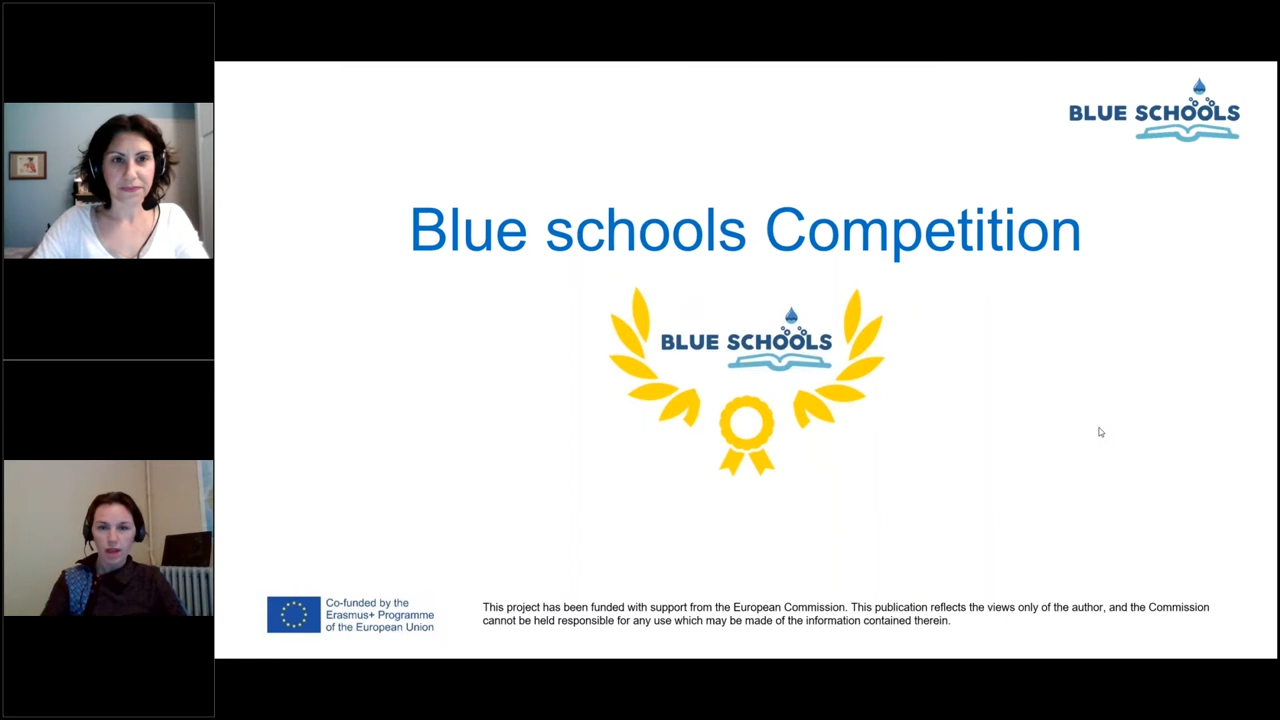 BLUE SCHOOLS
Blue schools Competition
BLUE SCHOOLS
Co-funded by the
Erasmus+ Programme
of the European Union
This project has been funded with support from the European Commission. This publication reflects the views only of the author, and the Commission
cannot be held responsible for any use which may be made of the information contained therein.